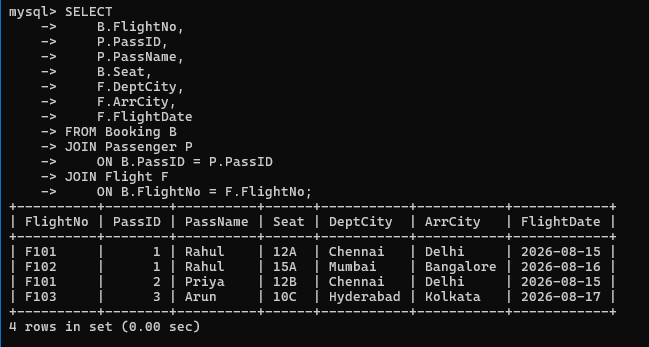 mysql> SELECT
    ->     B.FlightNo,
    ->     P.PassID,
    ->     P.PassName,
    ->     B.Seat,
    ->     F.DeptCity,
    ->     F.ArrCity,
    ->     F.FlightDate
    -> FROM Booking B
    -> JOIN Passenger P
    ->     ON B.PassID = P.PassID
    -> JOIN Flight F
    ->     ON B.FlightNo = F.FlightNo;
+----------+--------+----------+------+-----------+-----------+------------+
| FlightNo | PassID | PassName | Seat | DeptCity  | ArrCity   | FlightDate |
+----------+--------+----------+------+-----------+-----------+------------+
| F101     |      1 | Rahul    | 12A  | Chennai   | Delhi     | 2026-08-15 |
| F102     |      1 | Rahul    | 15A  | Mumbai    | Bangalore | 2026-08-16 |
| F101     |      2 | Priya    | 12B  | Chennai   | Delhi     | 2026-08-15 |
| F103     |      3 | Arun     | 10C  | Hyderabad | Kolkata   | 2026-08-17 |
+----------+--------+----------+------+-----------+-----------+------------+
4 rows in set (0.00 sec)